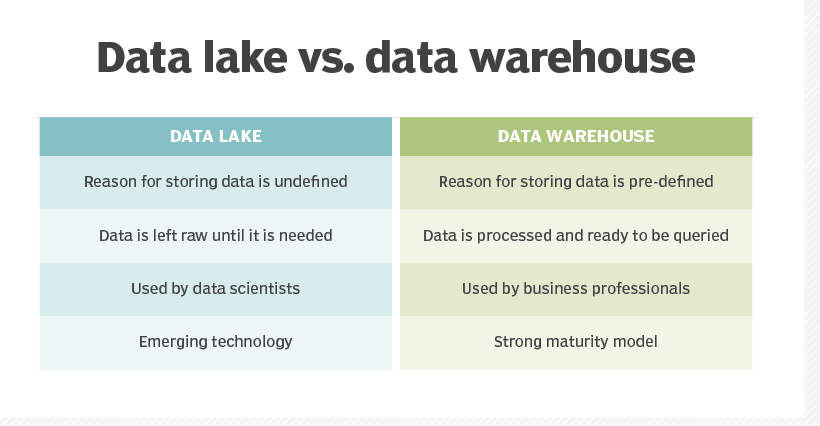 Data lake vs. data warehouse
DATA LAKE
DATA WAREHOUSE
Reason for storing data is undefined
Reason for storing data is pre-defined
Data is left raw until it is needed
Data is processed and ready to be queried
Used by data scientists
Used by business professionals
Emerging technology
Strong maturity model